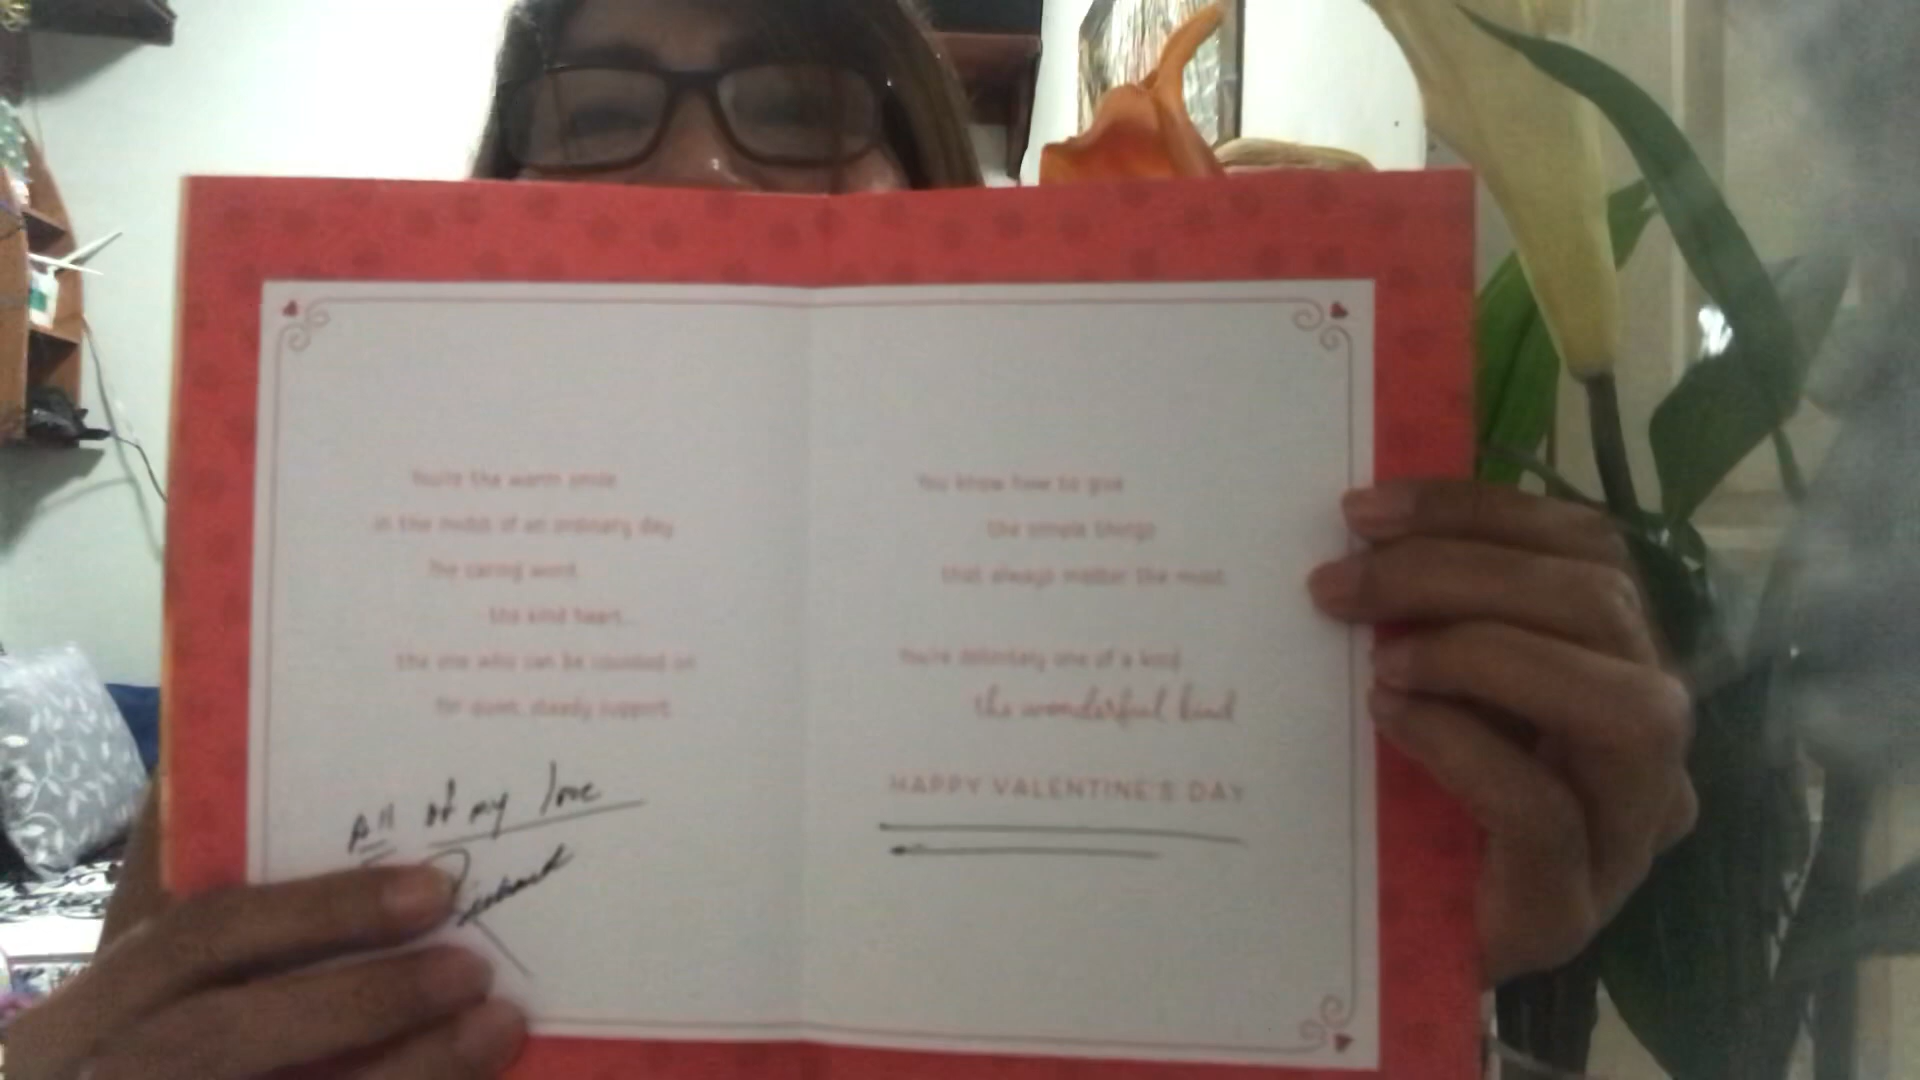 You're the warm smile
in the midst of an ordinary day
the caring word,
the kind heart...
the one who can be counted on
for quiet, steady support.
All of my love
Richard
You know how to give
the simple things
that always matter the most.
You're definitely one of a kind
the wonderful kind
HAPPY VALENTINE'S DAY